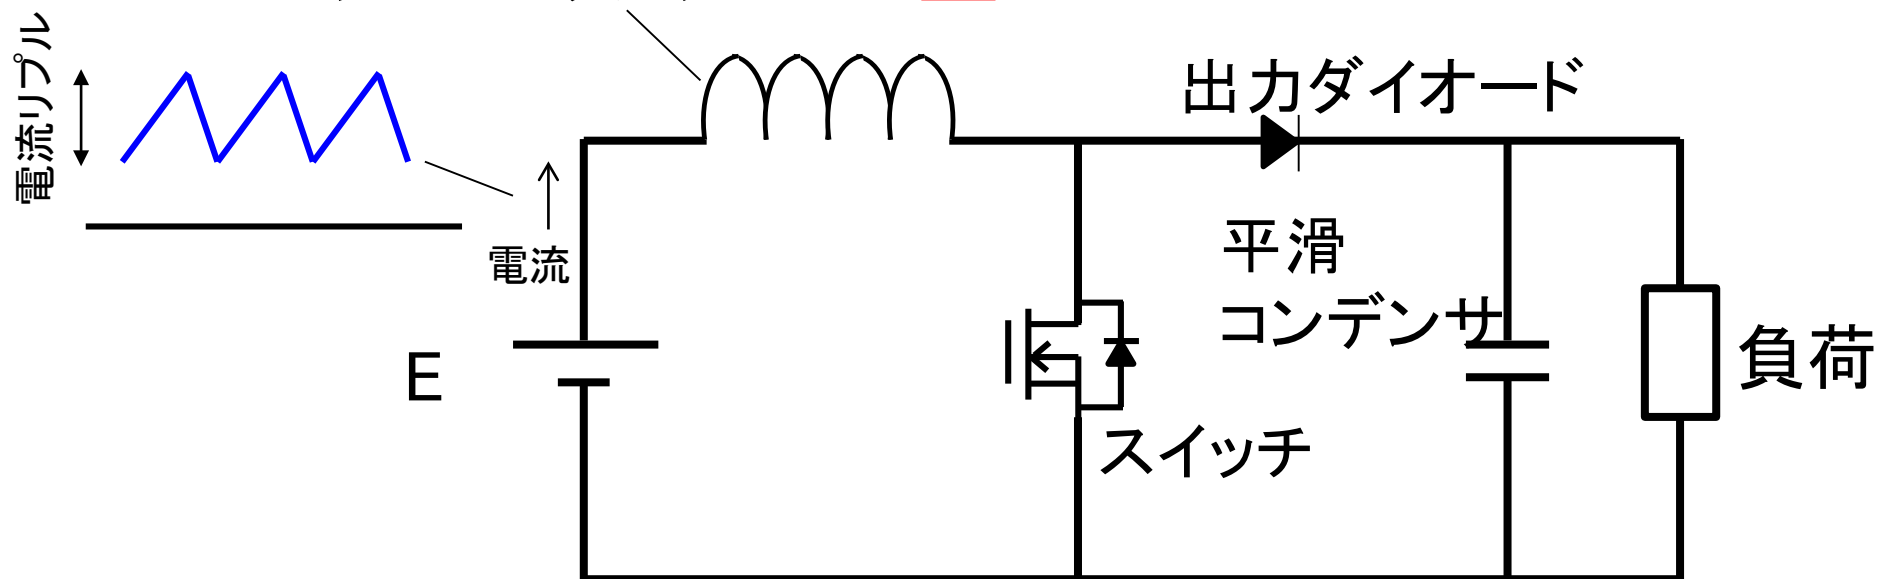 電流リプル
電流
E
出力ダイオード
平滑
コンデンサ
スイッチ
負荷